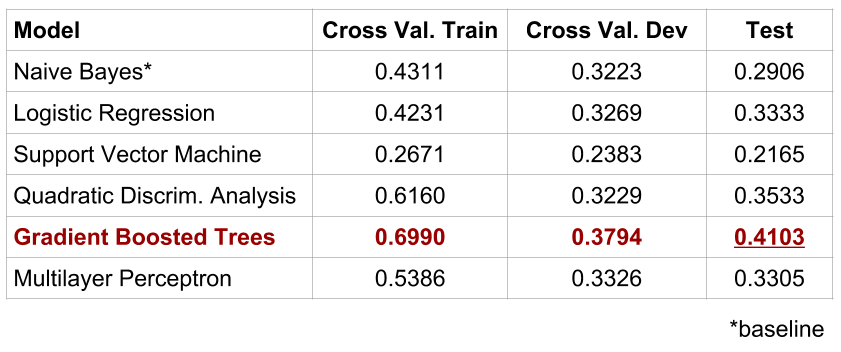 Model Cross Val. Train Cross Val. Dev Test
Naive Bayes* 0.4311 0.3223 0.2906
Logistic Regression 0.4231 0.3269 0.3333
Support Vector Machine 0.2671 0.2383 0.2165
Quadratic Discrim. Analysis 0.6160 0.3229 0.3533
Gradient Boosted Trees 0.6990 0.3794 0.4103
Multilayer Perceptron 0.5386 0.3326 0.3305
*baseline